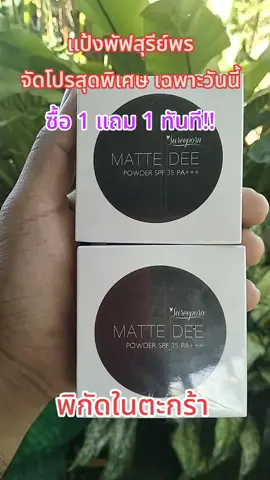 แป้งพัฟสุรีย์พร
จัดโปรสุดพิเศษ เฉพาะวันนี้
ซื้อ 1 แถม 1 ทันที!!
Sureeporn
MATTE DEE
POWDER SPF 35 PA+++
Sureeporn
MATTE DEE
POWDER SPF 35 PA+++
พิกัดในตะกร้า